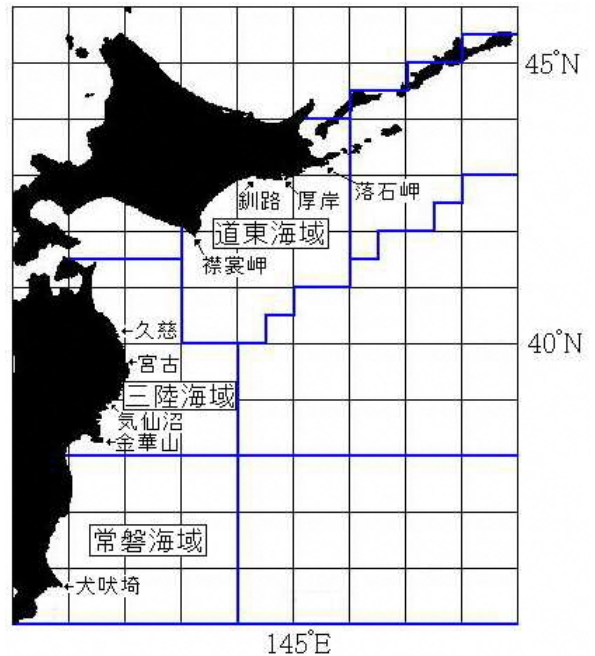 45°N
釧路
厚岸
落石岬
道東海域
襟裳岬
久慈
40°N
宮古
三陸海域
気仙沼
金華山
常磐海域
犬吠埼
145°E